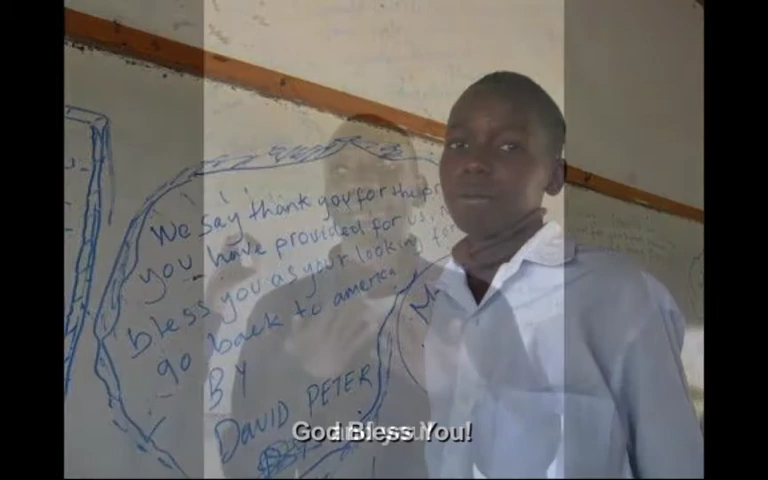 We say thank you for the
you have provided for us,
bless you as your looking
go back to america
BY
DAVID PETER
God Bless You!